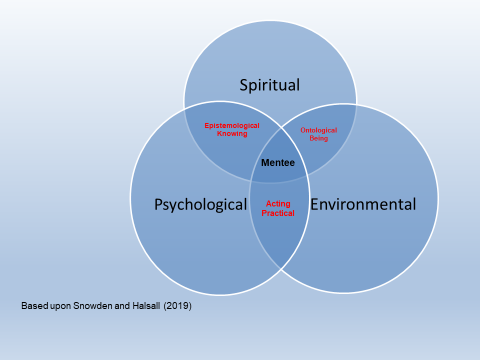 Spiritual
Epistemological
Knowing
Ontological
Being
Mentee
Psychological
Acting
Practical
Environmental
Based upon Snowden and Halsall (2019)